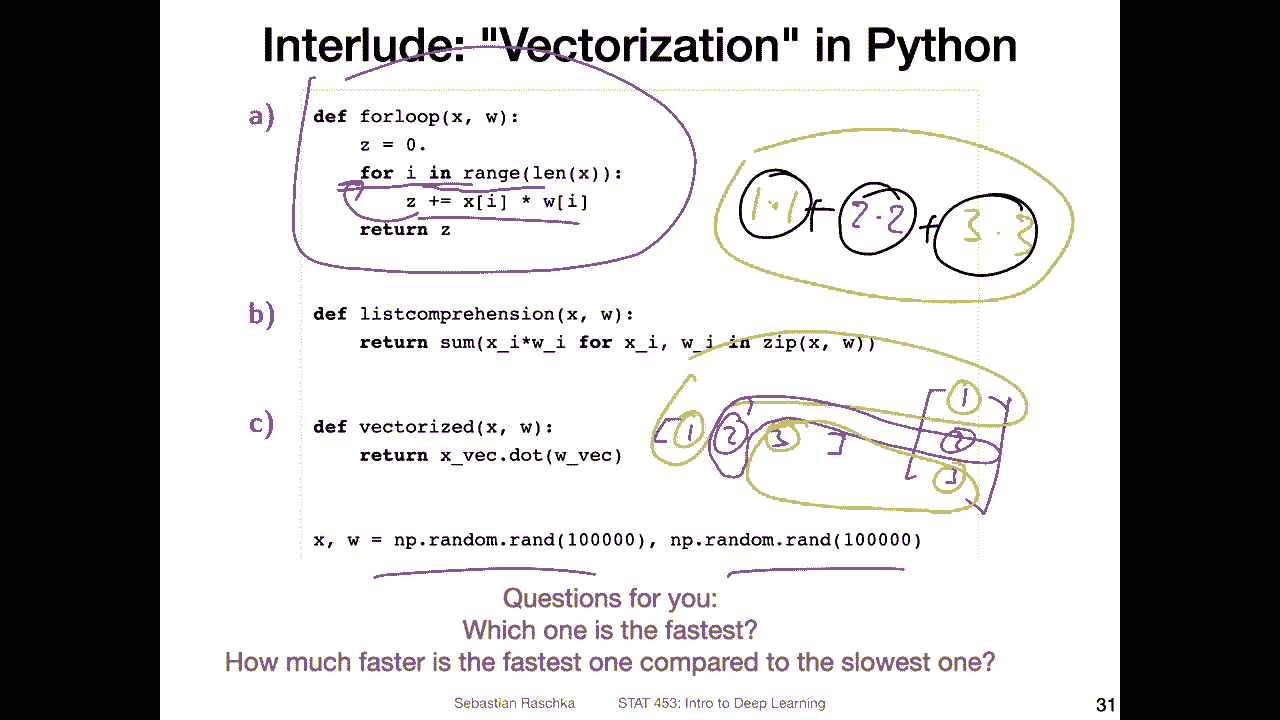 Interlude: "Vectorization" in Python
a)
def forloop(x, w):
    z = 0.
    for i in range(len(x)):
        z += x[i] * w[i]
    return z
1·1 + 2·2 + 3·3
b)
def listcomprehension(x, w):
    return sum(x_i*w_i for x_i, w_i in zip(x, w))
c)
def vectorized(x, w):
    return x_vec.dot(w_vec)
[ 1 2 3 ]
[ 1
2
3 ]
x, w = np.random.rand(100000), np.random.rand(100000)
Questions for you:
Which one is the fastest?
How much faster is the fastest one compared to the slowest one?
Sebastian Raschka STAT 453: Intro to Deep Learning 31